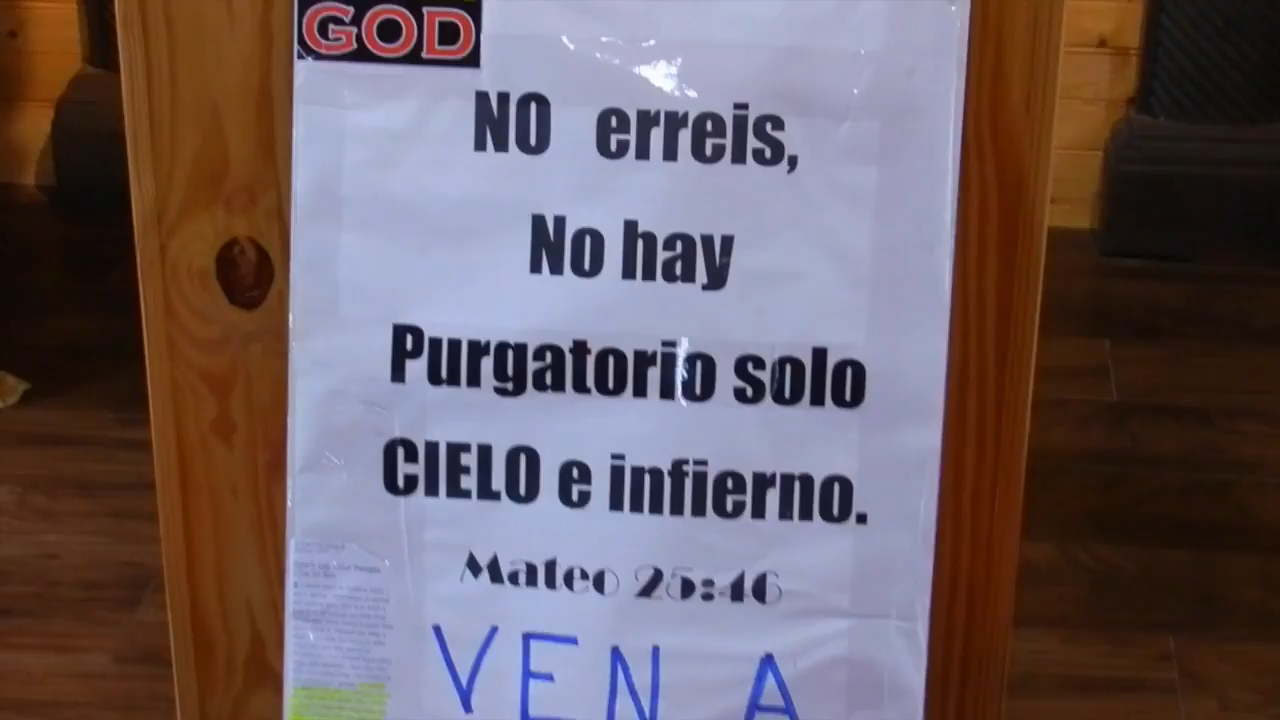 GOD
NO erreis,
No hay
Purgatorio solo
CIELO e infierno.
Mateo 25:46
VEN A